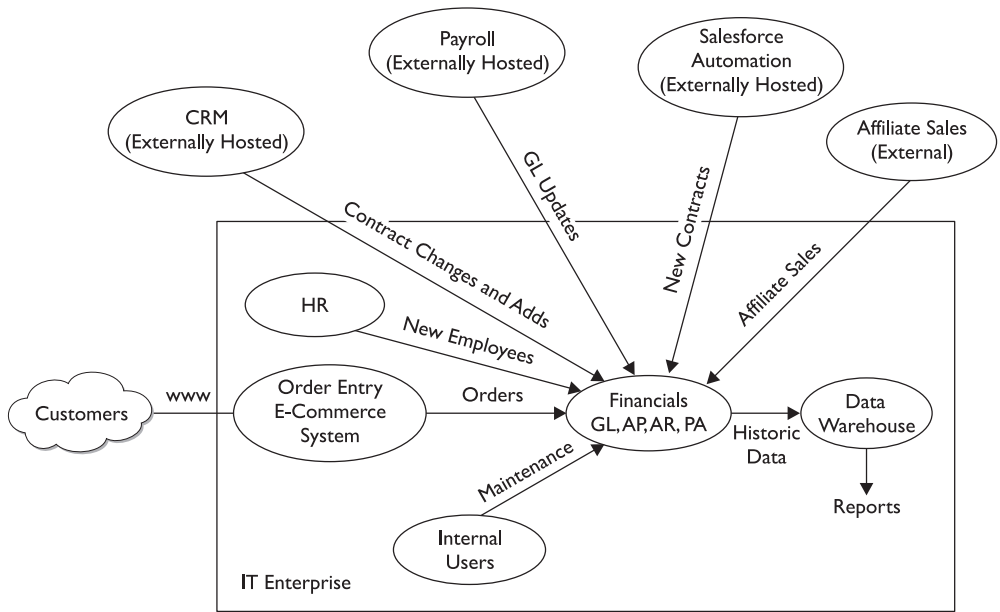 Payroll
(Externally Hosted)
Salesforce
Automation
(Externally Hosted)
CRM
(Externally Hosted)
Affiliate Sales
(External)
GL Updates
New Contracts
Contract Changes and Adds
Affiliate Sales
HR
New Employees
Customers
www
Order Entry
E-Commerce
System
Orders
Financials
GL, AP, AR, PA
Historic
Data
Data
Warehouse
Reports
Maintenance
Internal
Users
IT Enterprise